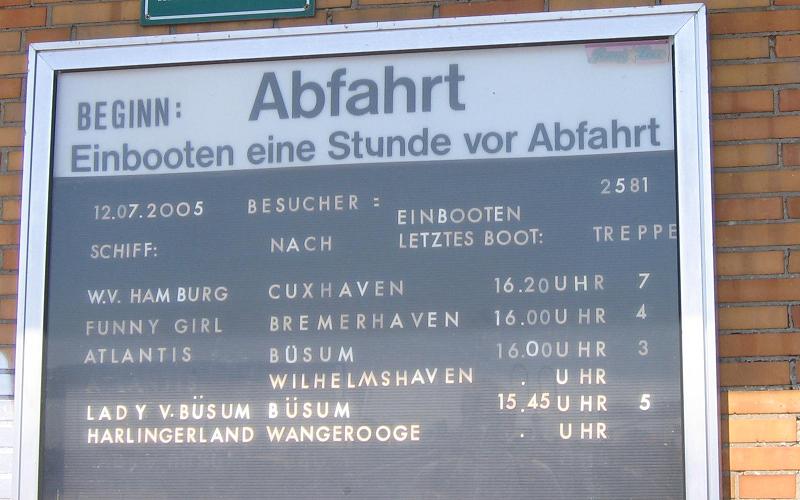 BEGINN: Abfahrt
Einbooten eine Stunde vor Abfahrt
12.07.2005 BESUCHER : 2581
EINBOOTEN
SCHIFF: NACH LETZTES BOOT: TREPPE
W.V. HAMBURG CUXHAVEN 16.20 UHR 7
FUNNY GIRL BREMERHAVEN 16.00 UHR 4
ATLANTIS BÜSUM 16.00 UHR 3
WILHELMSHAVEN . UHR
LADY V.BÜSUM BÜSUM 15.45 UHR 5
HARLINGERLAND WANGEROOGE . UHR